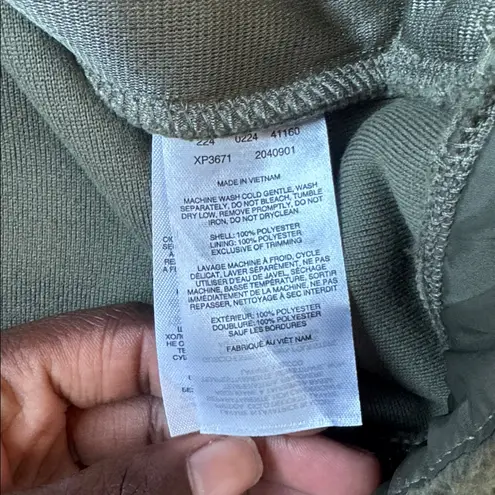 224 0224 41160
XP3671 2040901
MADE IN VIETNAM
MACHINE WASH COLD GENTLE, WASH
SEPARATELY, DO NOT BLEACH, TUMBLE
DRY LOW, REMOVE PROMPTLY, DO NOT
IRON, DO NOT DRYCLEAN.
SHELL: 100% POLYESTER
LINING: 100% POLYESTER
EXCLUSIVE OF TRIMMING
LAVAGE MACHINE À FROID, CYCLE
DÉLICAT, LAVER SÉPARÉMENT, NE PAS
UTILISER D'EAU DE JAVEL, SÉCHAGE
MACHINE, BASSE TEMPÉRATURE, SORTIR
IMMÉDIATEMENT DE LA MACHINE, NE PAS
REPASSER, NETTOYAGE À SEC INTERDIT.
EXTÉRIEUR: 100% POLYESTER
DOUBLURE: 100% POLYESTER
SAUF LES BORDURES
FABRIQUÉ AU VIÊT NAM